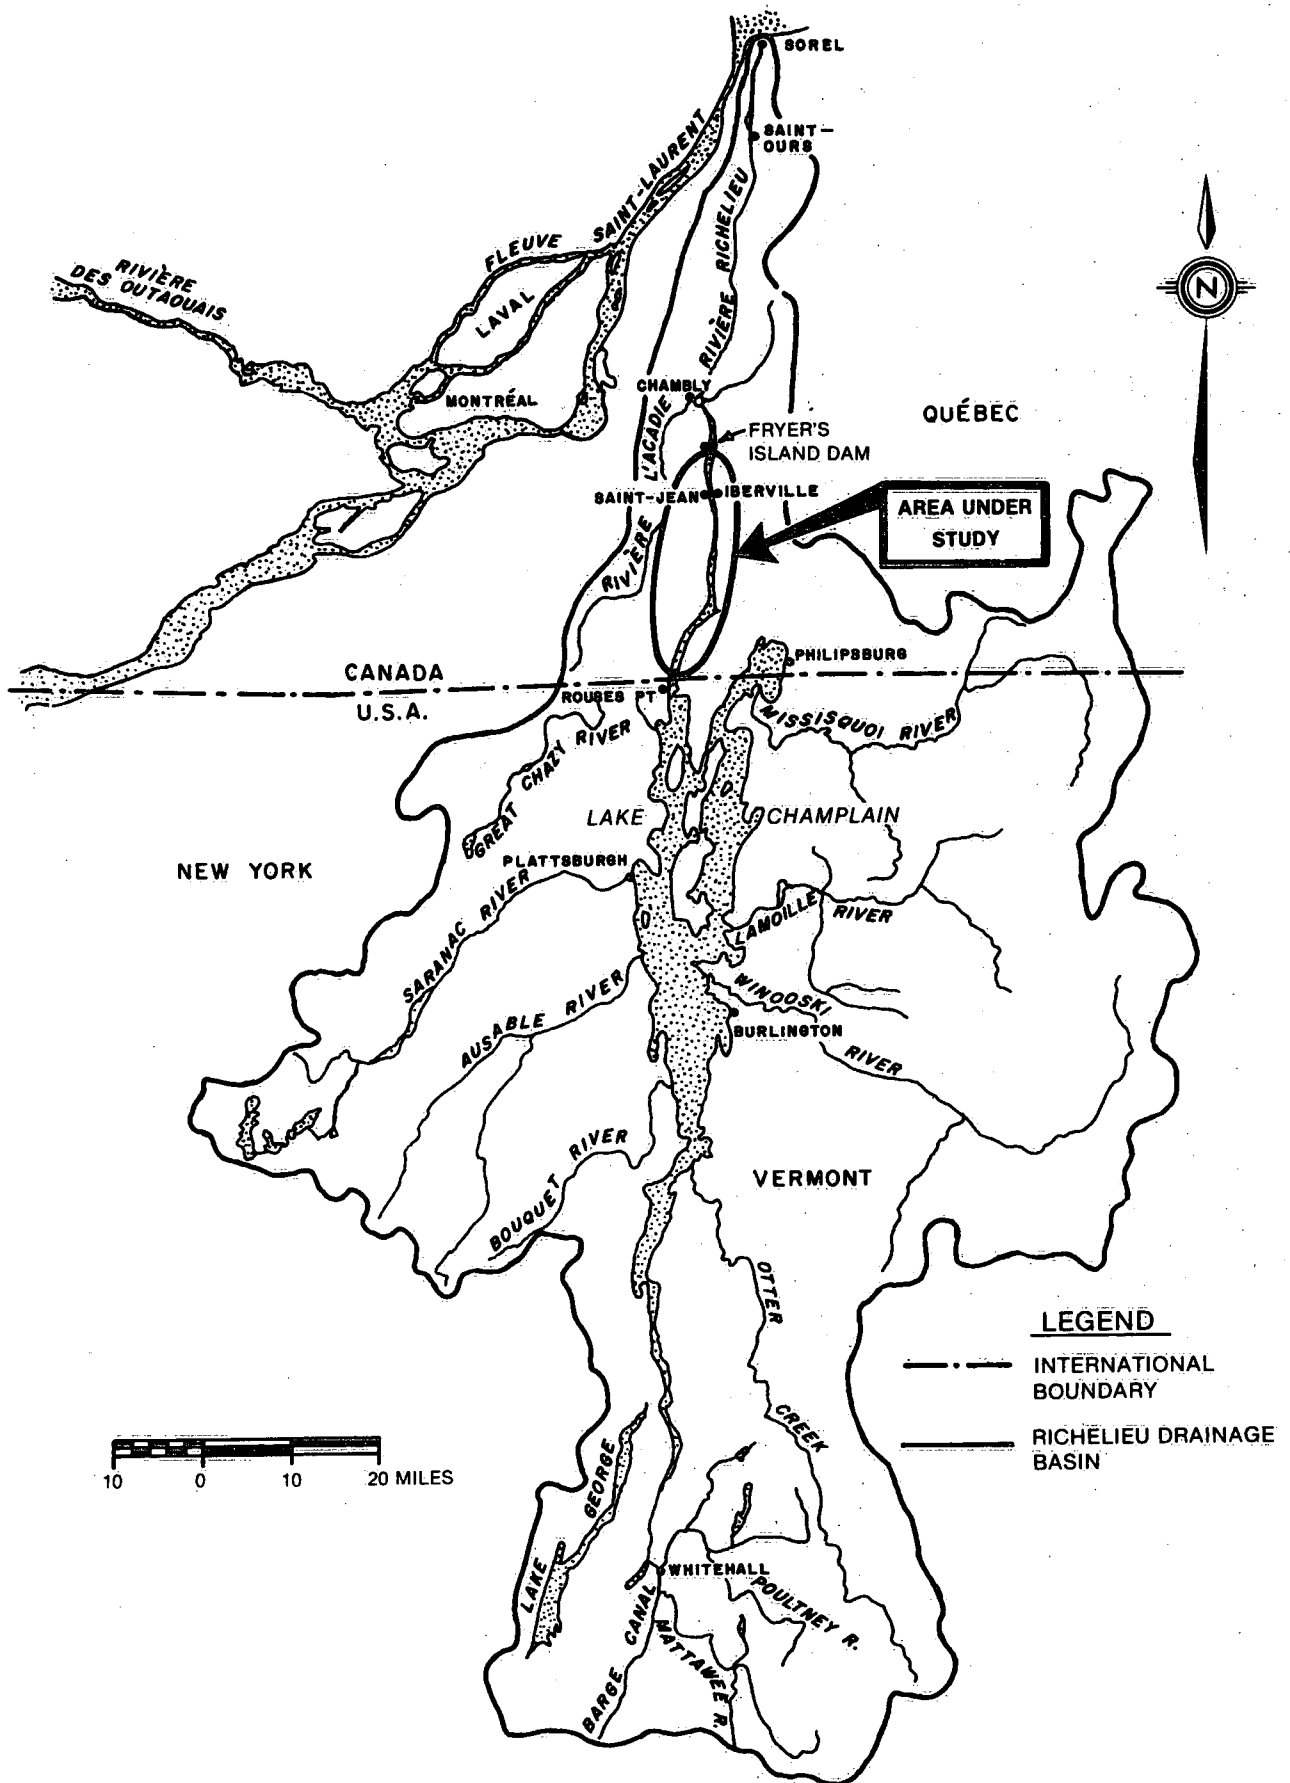 SOREL
SAINT-
OURS
FLEUVE SAINT-LAURENT
RIVIÈRE RICHELIEU
RIVIÈRE
DES OUTAOUAIS
LAVAL
N
MONTRÉAL
CHAMBLY
QUÉBEC
FRYER'S
ISLAND DAM
RIVIÈRE L'ACADIE
SAINT-JEAN
IBERVILLE
AREA UNDER
STUDY
PHILIPSBURG
CANADA
U.S.A.
ROUSES PT
MISSISQUOI RIVER
GREAT CHAZY RIVER
LAKE CHAMPLAIN
NEW YORK
PLATTSBURGH
SARANAC RIVER
LAMOILLE RIVER
AUSABLE RIVER
WINOOSKI RIVER
BURLINGTON
BOUQUET RIVER
VERMONT
OTTER CREEK
LEGEND
INTERNATIONAL
BOUNDARY
RICHELIEU DRAINAGE
BASIN
10 0 10 20 MILES
LAKE GEORGE
WHITEHALL
POULTNEY R.
BARGE CANAL
MATTAWEE R.